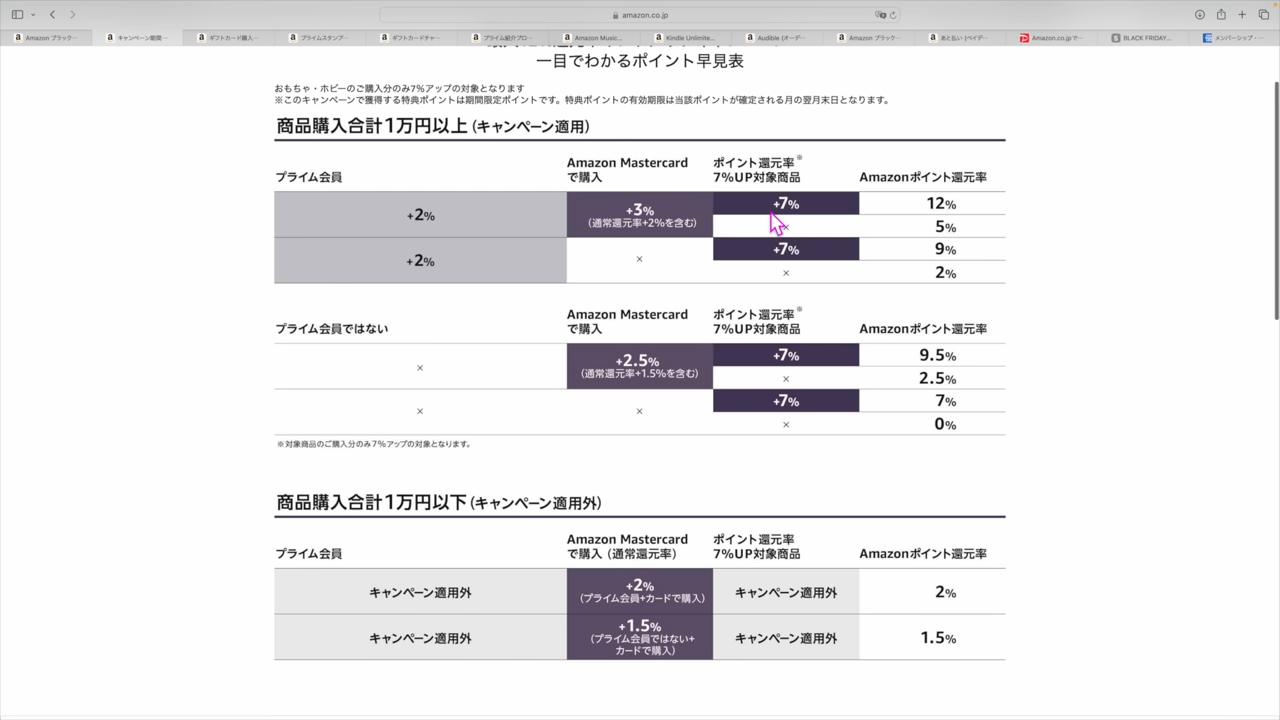 amazon.co.jp
Amazon ブラック…
キャンペーン期間…
ギフトカード購入…
プライムスタンプ…
ギフトカードチャ…
プライム紹介プロ…
Amazon Music…
Kindle Unlimite…
Audible (オーデ…
Amazon ブラック…
あと払い (ペイデ…
Amazon.co.jpで…
BLACK FRIDAY…
メンバーシップ・…
一目でわかるポイント早見表
おもちゃ・ホビーのご購入分のみ7%アップの対象となります
※このキャンペーンで獲得する特典ポイントは期間限定ポイントです。特典ポイントの有効期限は当該ポイントが確定される月の翌月末日となります。
商品購入合計1万円以上(キャンペーン適用)
プライム会員
Amazon Mastercard
で購入
ポイント還元率※
7%UP対象商品
Amazonポイント還元率
+2%
+3%
(通常還元率+2%を含む)
+7%
12%
×
5%
+2%
×
+7%
9%
×
2%
プライム会員ではない
Amazon Mastercard
で購入
ポイント還元率※
7%UP対象商品
Amazonポイント還元率
×
+2.5%
(通常還元率+1.5%を含む)
+7%
9.5%
×
2.5%
×
×
+7%
7%
×
0%
※対象商品のご購入分のみ7%アップの対象となります。
商品購入合計1万円以下(キャンペーン適用外)
プライム会員
Amazon Mastercard
で購入 (通常還元率)
ポイント還元率
7%UP対象商品
Amazonポイント還元率
キャンペーン適用外
+2%
(プライム会員+カードで購入)
キャンペーン適用外
2%
キャンペーン適用外
+1.5%
(プライム会員ではない+
カードで購入)
キャンペーン適用外
1.5%